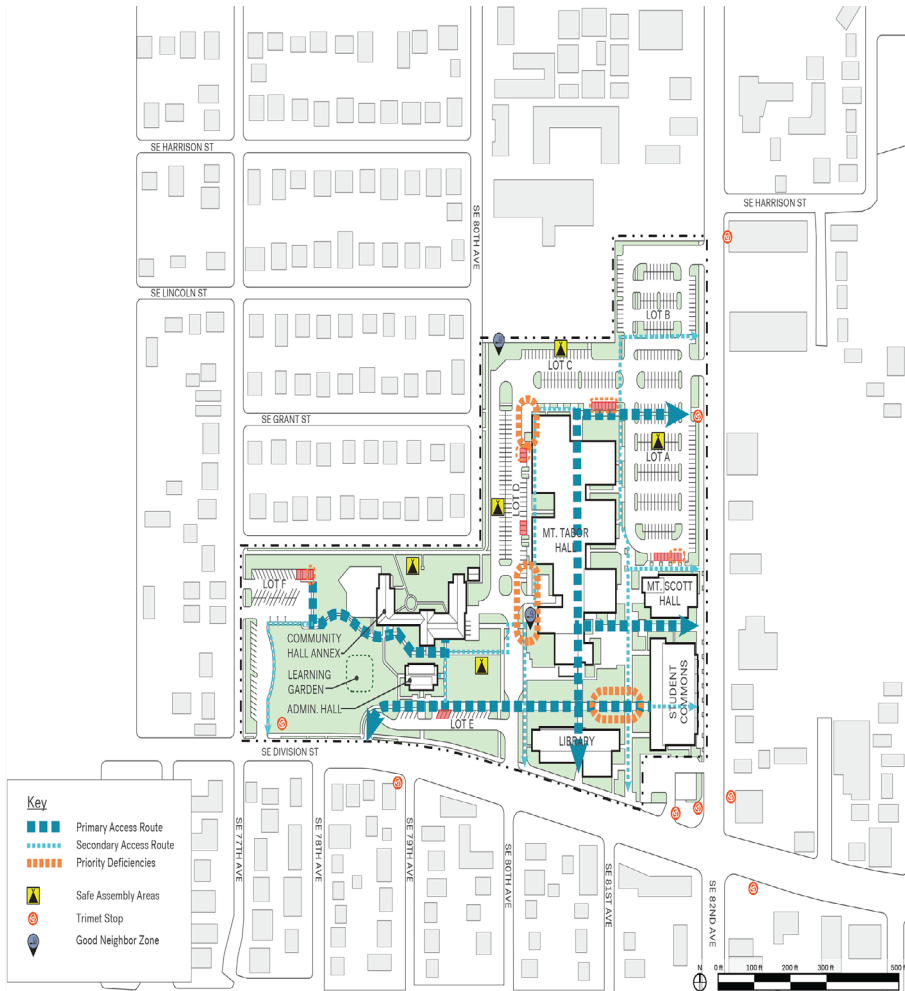 SE HARRISON ST
SE HARRISON ST
SE 80TH AVE
SE LINCOLN ST
LOT B
LOT C
SE GRANT ST
LOT A
LOT D
MT. TABOR
HALL
LOT F
MT. SCOTT
HALL
COMMUNITY
HALL ANNEX
LEARNING
GARDEN
ADMIN. HALL
STUDENT
COMMONS
LOT E
LIBRARY
SE DIVISION ST
Key
Primary Access Route
Secondary Access Route
Priority Deficiencies
Safe Assembly Areas
Trimet Stop
Good Neighbor Zone
SE 77TH AVE
SE 78TH AVE
SE 79TH AVE
SE 80TH AVE
SE 81ST AVE
SE 82ND AVE
N
0 ft 100 ft 200 ft 300 ft 500 ft